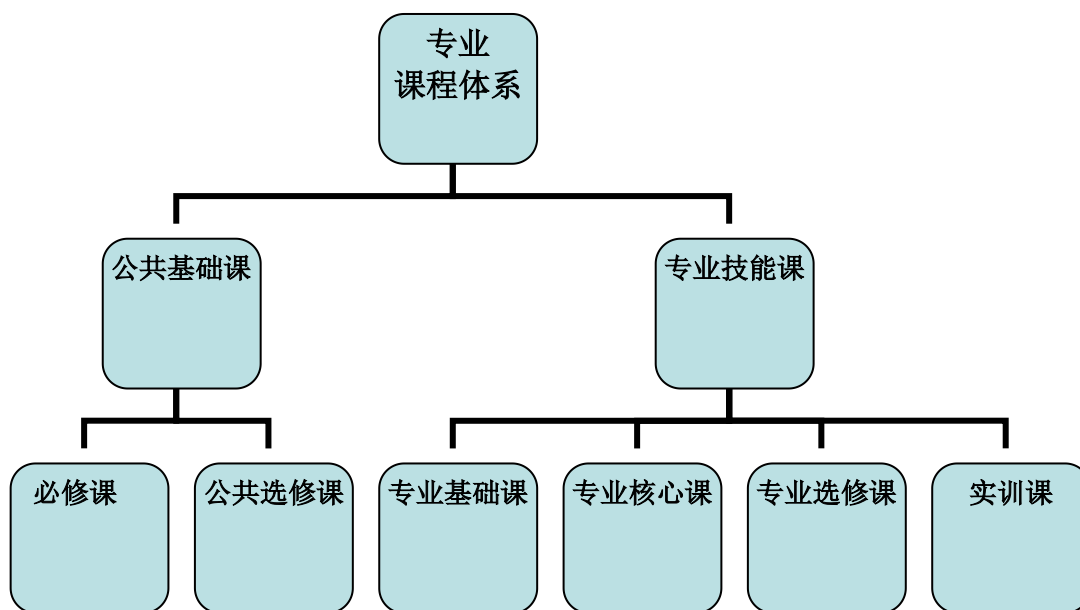 专业
课程体系
公共基础课
专业技能课
必修课
公共选修课
专业基础课
专业核心课
专业选修课
实训课